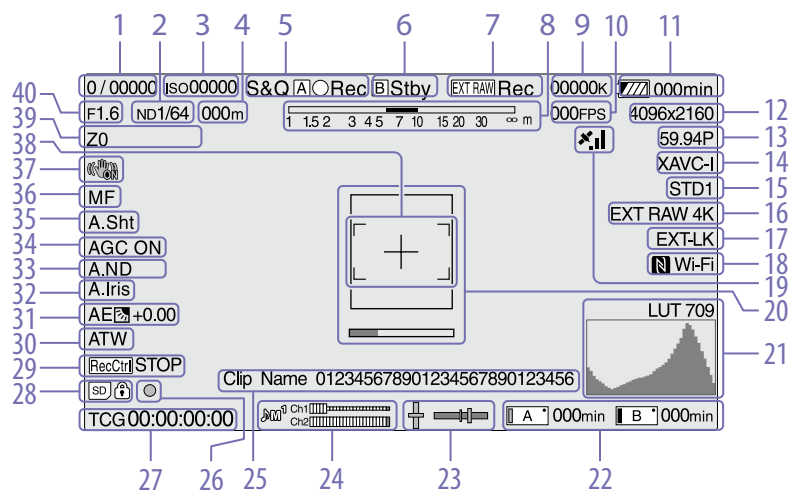 1 2 3 4 5 6 7 8 9 10 11
0 / 00000 ISO00000 S&Q A Rec B Stby EXT RAW Rec 00000K 000min
40 F1.6 ND1/64 000m 1 1.5 2 3 4 5 7 10 15 20 30 ∞ m 000FPS 4096x2160 12
39 Z0 59.94P 13
38 XAVC-I 14
37 ON STD1 15
36 MF EXT RAW 4K 16
35 A.Sht EXT-LK 17
34 AGC ON N Wi-Fi 18
33 A.ND 19
32 A.Iris LUT 709 20
31 AE +0.00 21
30 ATW
29 RecCtrl STOP
28 SD Clip Name 012345678901234567890123456
TCG 00:00:00:00 M1 Ch1 Ch2 A 000min B 000min
27 26 25 24 23 22